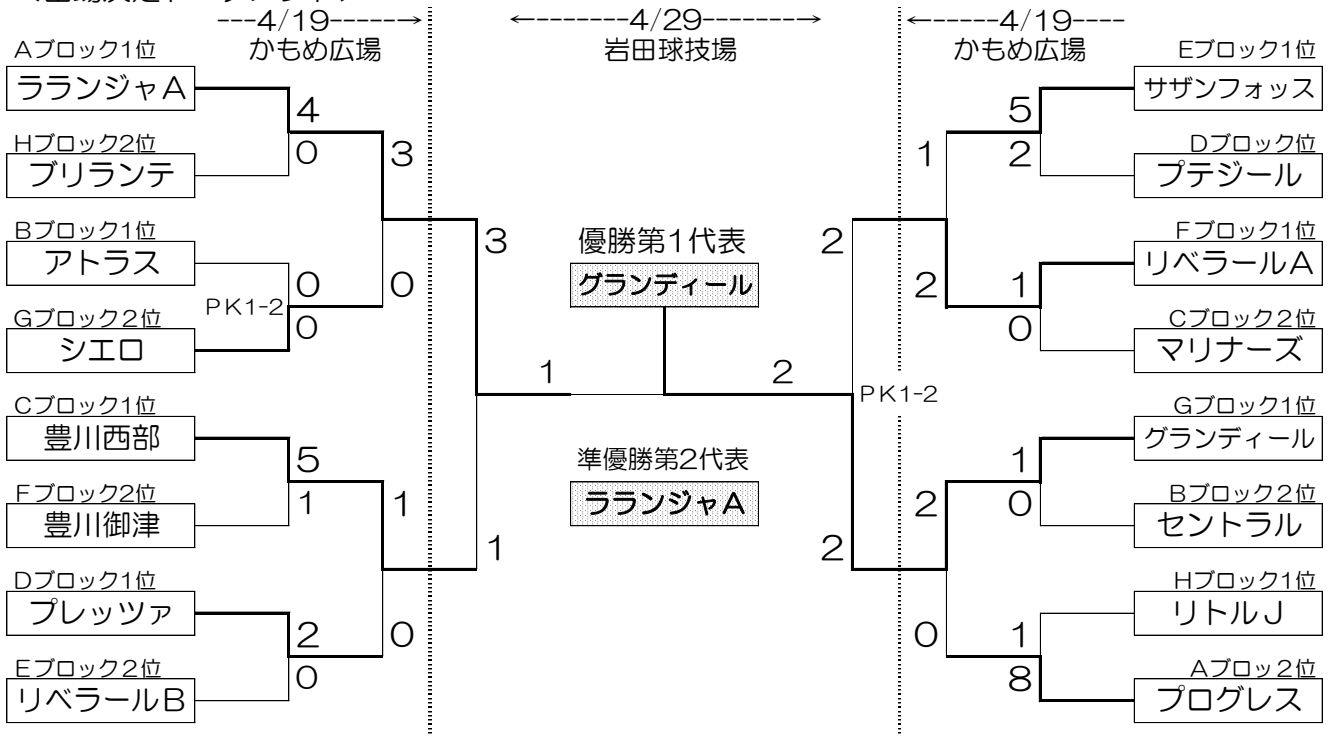 ---4/19----
かもめ広場
←-------4/29-------→
岩田球技場
←---4/19----
かもめ広場
Aブロック1位
ラランジャA
4
Hブロック2位
0
ブリランテ
3
Bブロック1位
アトラス
0
0
PK1-2
Gブロック2位
0
シエロ
3
Cブロック1位
豊川西部
5
Fブロック2位
1
豊川御津
1
1
Dブロック1位
プレッツァ
2
0
Eブロック2位
0
リベラールB
優勝第1代表
グランディール
1
2
準優勝第2代表
ラランジャA
Eブロック1位
サザンフォッス
5
Dブロック位
2
プテジール
1
2
Fブロック1位
リベラールA
2
1
Cブロック2位
0
マリナーズ
PK1-2
Gブロック1位
グランディール
1
Bブロック2位
0
セントラル
2
2
Hブロック1位
リトルJ
0
1
Aブロッ2位
8
プログレス